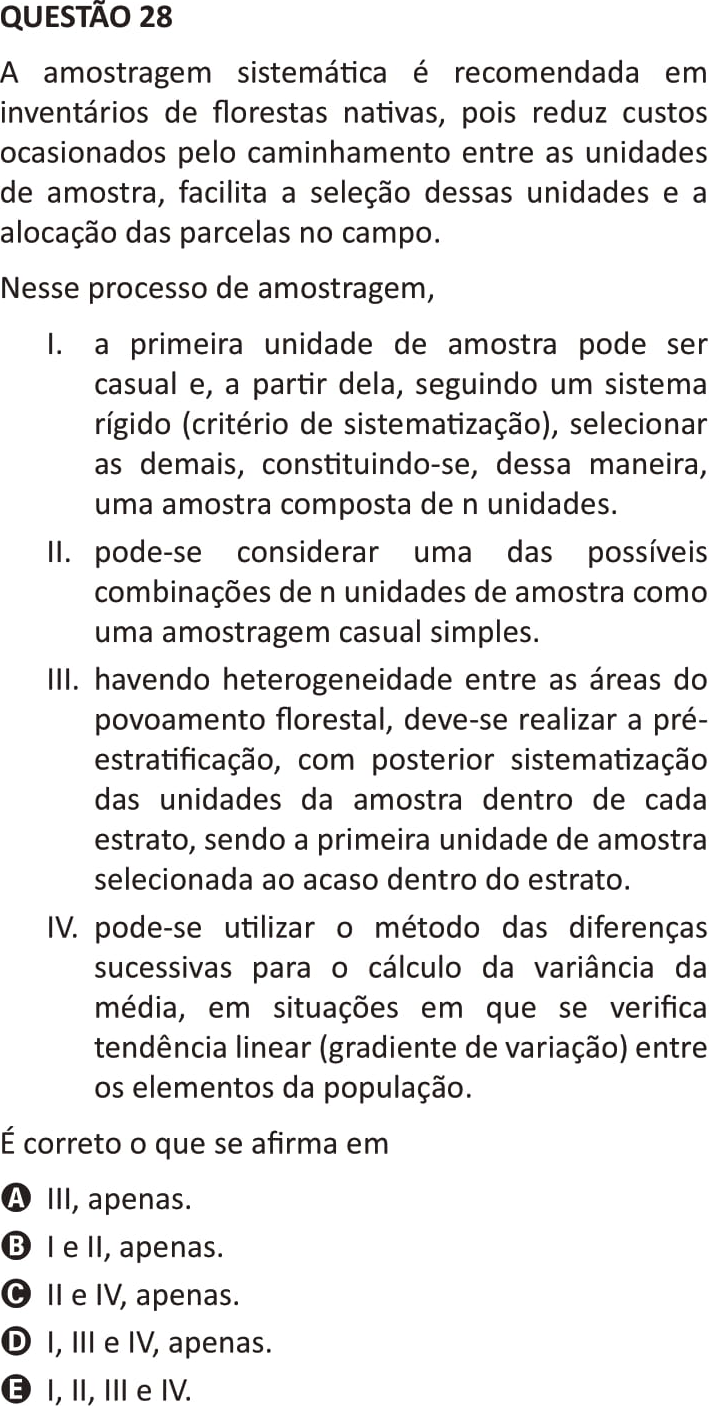 QUESTÃO 28
A amostragem sistemática é recomendada em
inventários de florestas nativas, pois reduz custos
ocasionados pelo caminhamento entre as unidades
de amostra, facilita a seleção dessas unidades e a
alocação das parcelas no campo.
Nesse processo de amostragem,
I. a primeira unidade de amostra pode ser
casual e, a partir dela, seguindo um sistema
rígido (critério de sistematização), selecionar
as demais, constituindo-se, dessa maneira,
uma amostra composta de n unidades.
II. pode-se considerar uma das possíveis
combinações de n unidades de amostra como
uma amostragem casual simples.
III. havendo heterogeneidade entre as áreas do
povoamento florestal, deve-se realizar a pré-
estratificação, com posterior sistematização
das unidades da amostra dentro de cada
estrato, sendo a primeira unidade de amostra
selecionada ao acaso dentro do estrato.
IV. pode-se utilizar o método das diferenças
sucessivas para o cálculo da variância da
média, em situações em que se verifica
tendência linear (gradiente de variação) entre
os elementos da população.
É correto o que se afirma em
A III, apenas.
B I e II, apenas.
C II e IV, apenas.
D I, III e IV, apenas.
E I, II, III e IV.